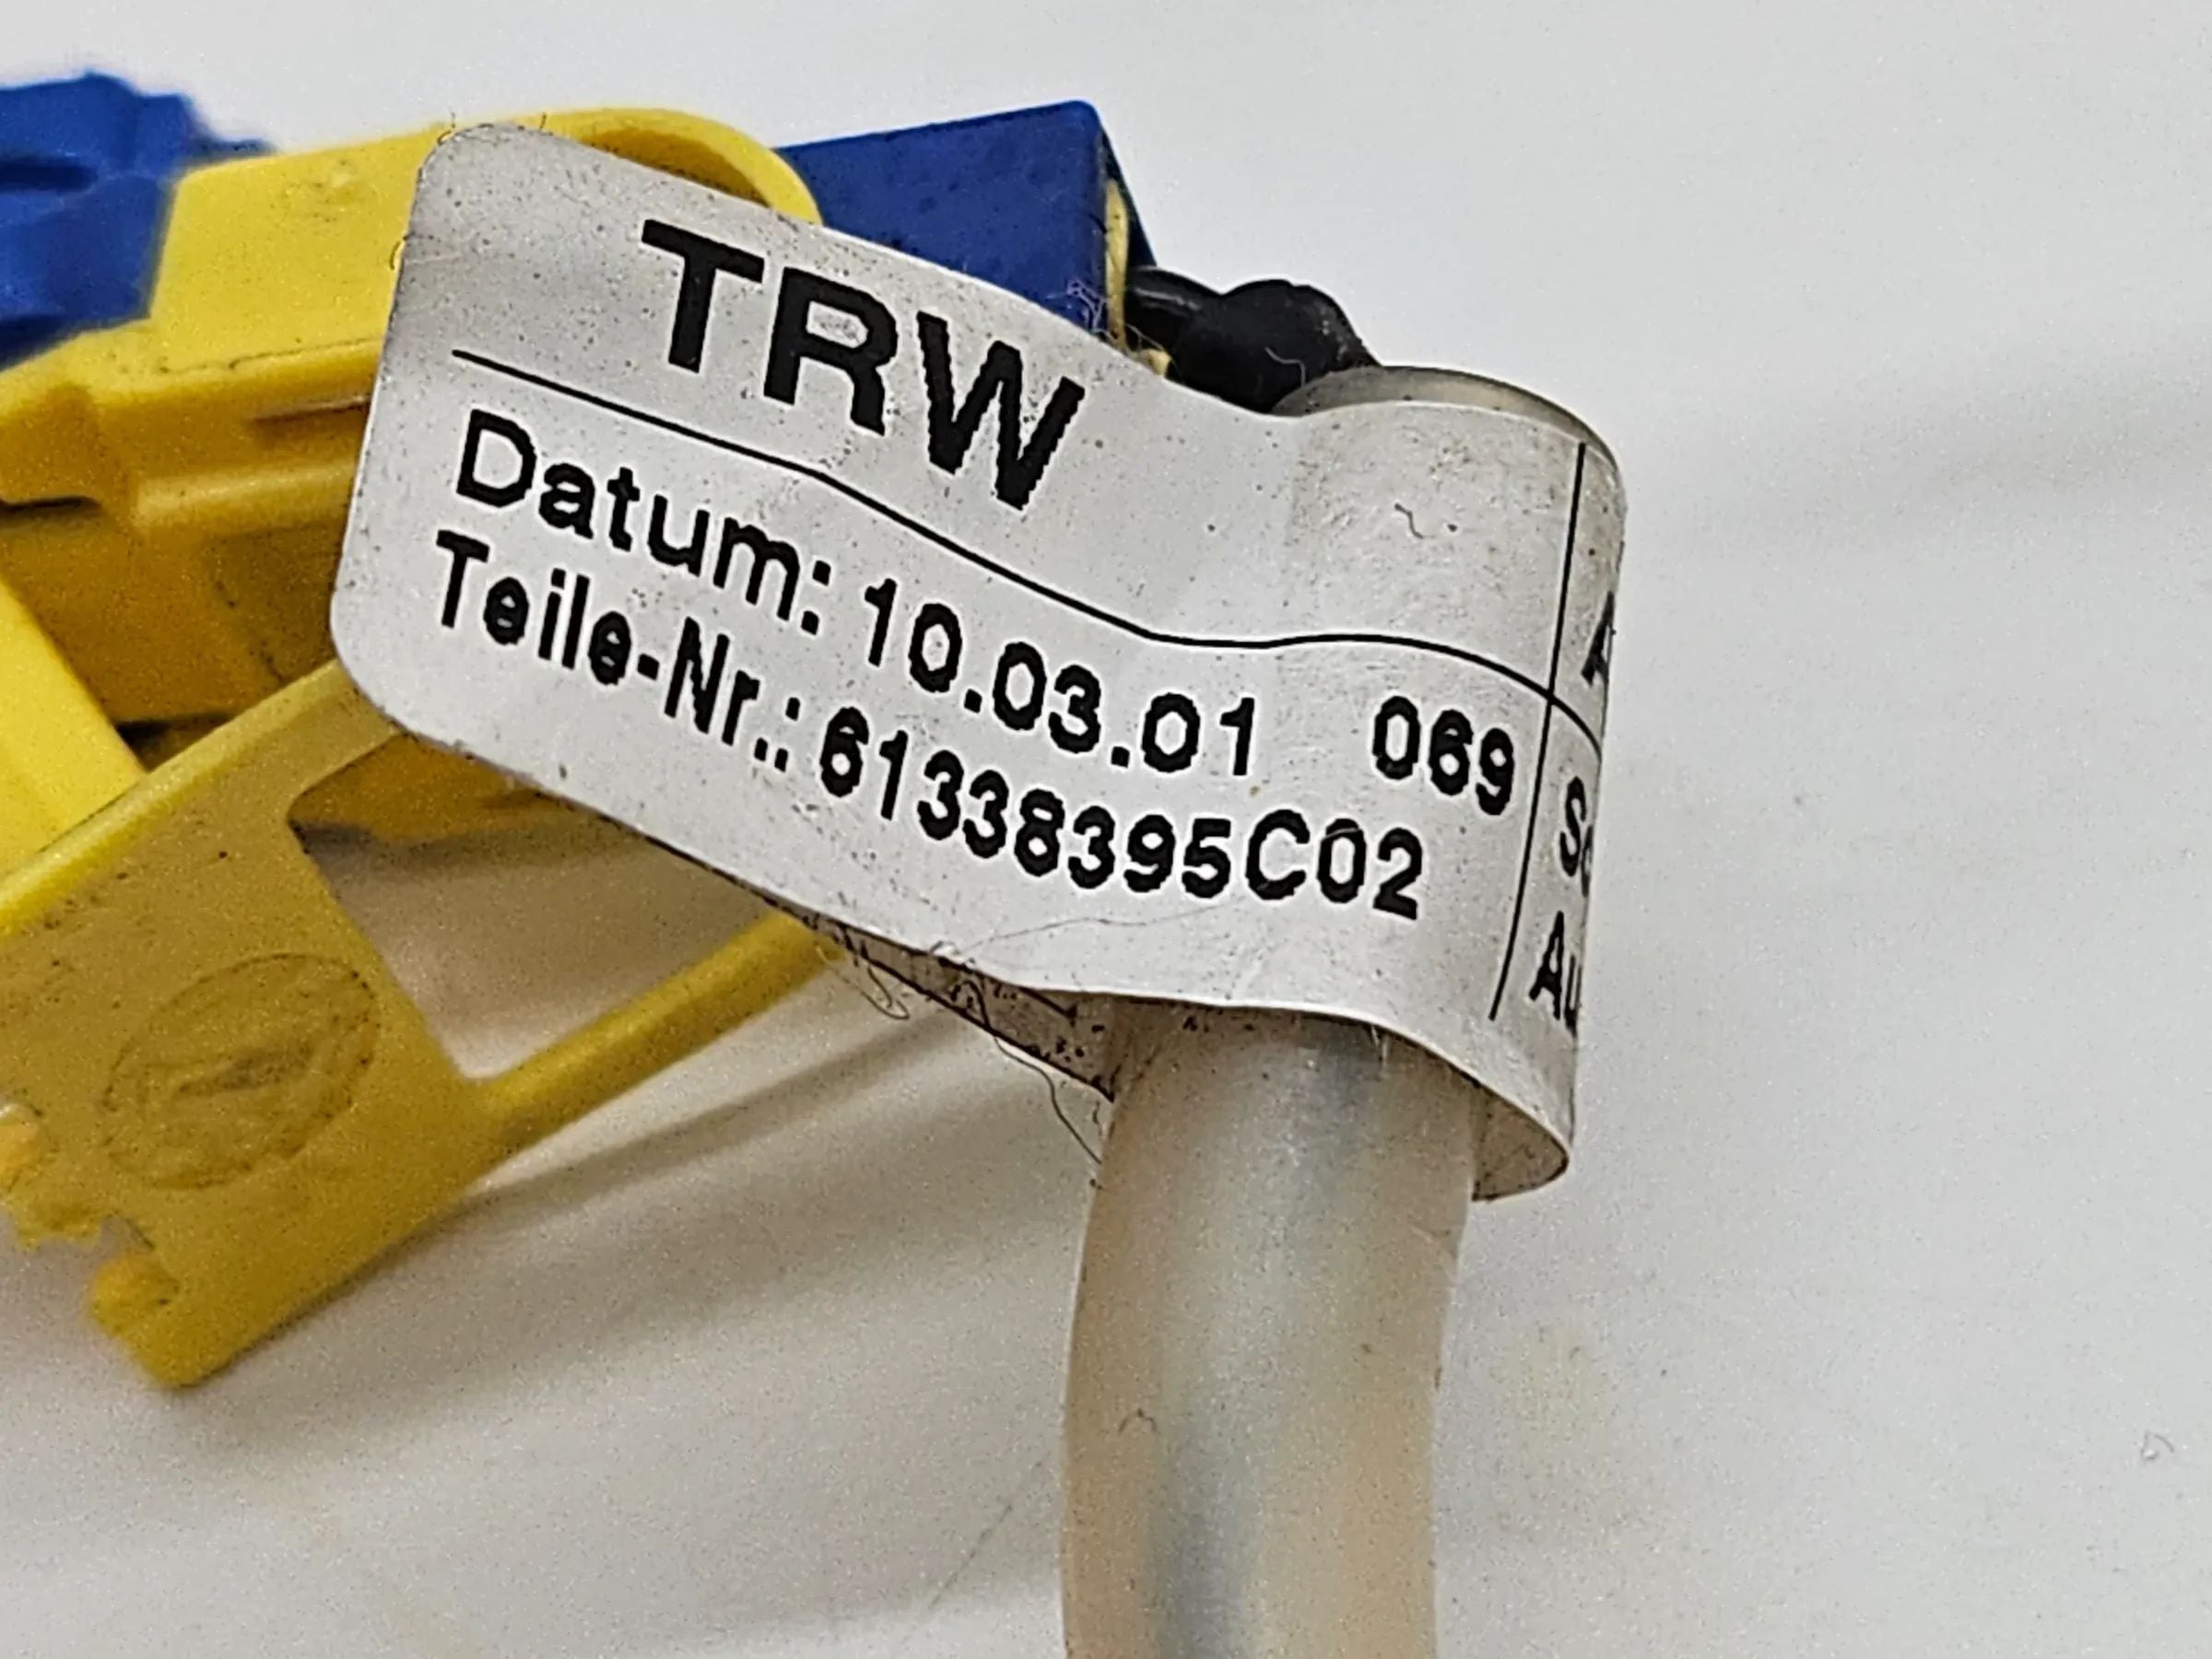 TRW
Datum: 10.03.01 069
Teile-Nr.: 61338395C02